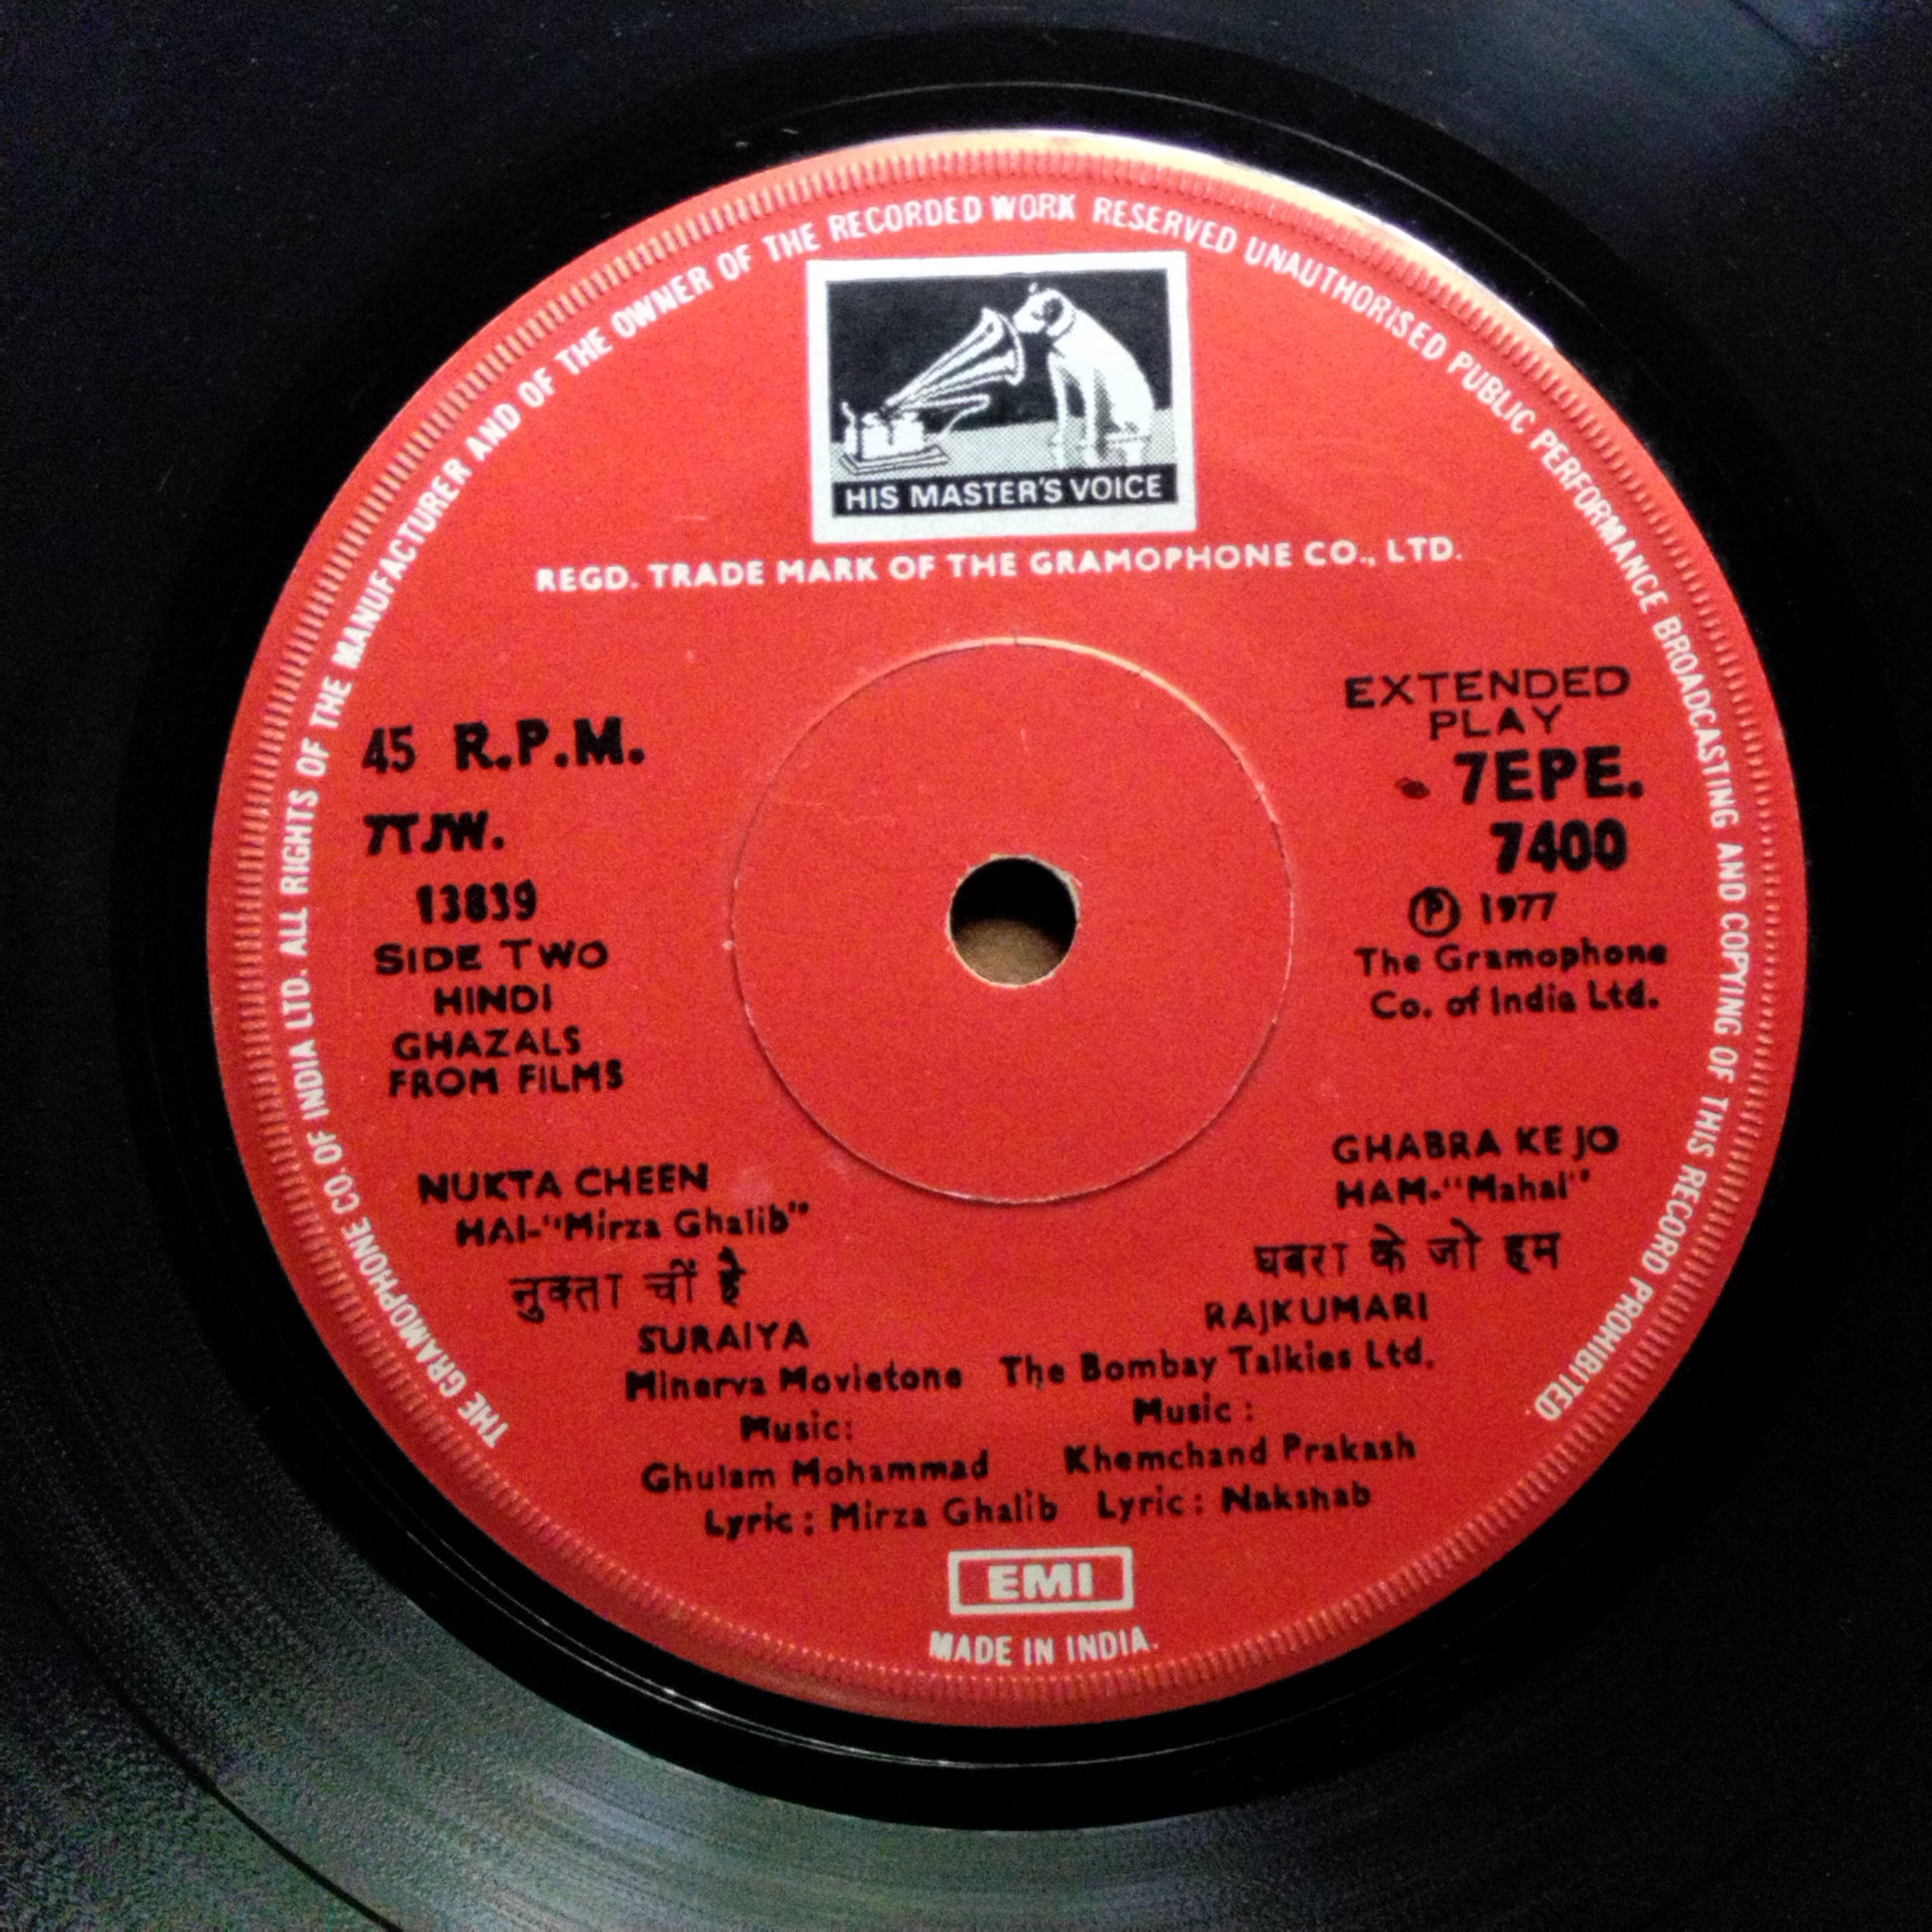 THE GRAMOPHONE CO. OF INDIA LTD. ALL RIGHTS OF THE MANUFACTURER AND OF THE OWNER OF THE RECORDED WORK RESERVED UNAUTHORISED PUBLIC PERFORMANCE BROADCASTING AND COPYING OF THIS RECORD PROHIBITED.
HIS MASTER'S VOICE
REGD. TRADE MARK OF THE GRAMOPHONE CO., LTD.
45 R.P.M.
7TJW.
13839
SIDE TWO
HINDI
GHAZALS
FROM FILMS
EXTENDED
PLAY
7EPE.
7400
Ⓟ 1977
The Gramophone
Co. of India Ltd.
NUKTA CHEEN
HAI-"Mirza Ghalib"
नुक्ता चीं है
SURAIYA
Minerva Movietone
Music:
Ghulam Mohammad
Lyric : Mirza Ghalib
GHABRA KE JO
HAM-"Mahal"
घबरा के जो हम
RAJKUMARI
The Bombay Talkies Ltd.
Music :
Khemchand Prakash
Lyric : Nakshab
EMI
MADE IN INDIA.